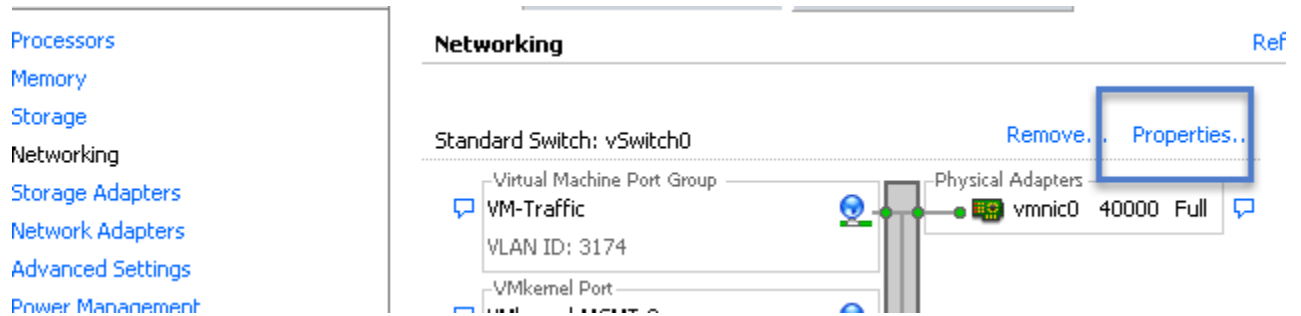 Processors
Memory
Storage
Networking
Storage Adapters
Network Adapters
Advanced Settings
Power Management
Networking
Ref
Standard Switch: vSwitch0
Remove... Properties...
Virtual Machine Port Group
VM-Traffic
VLAN ID: 3174
Physical Adapters
vmnic0 40000 Full
VMkernel Port